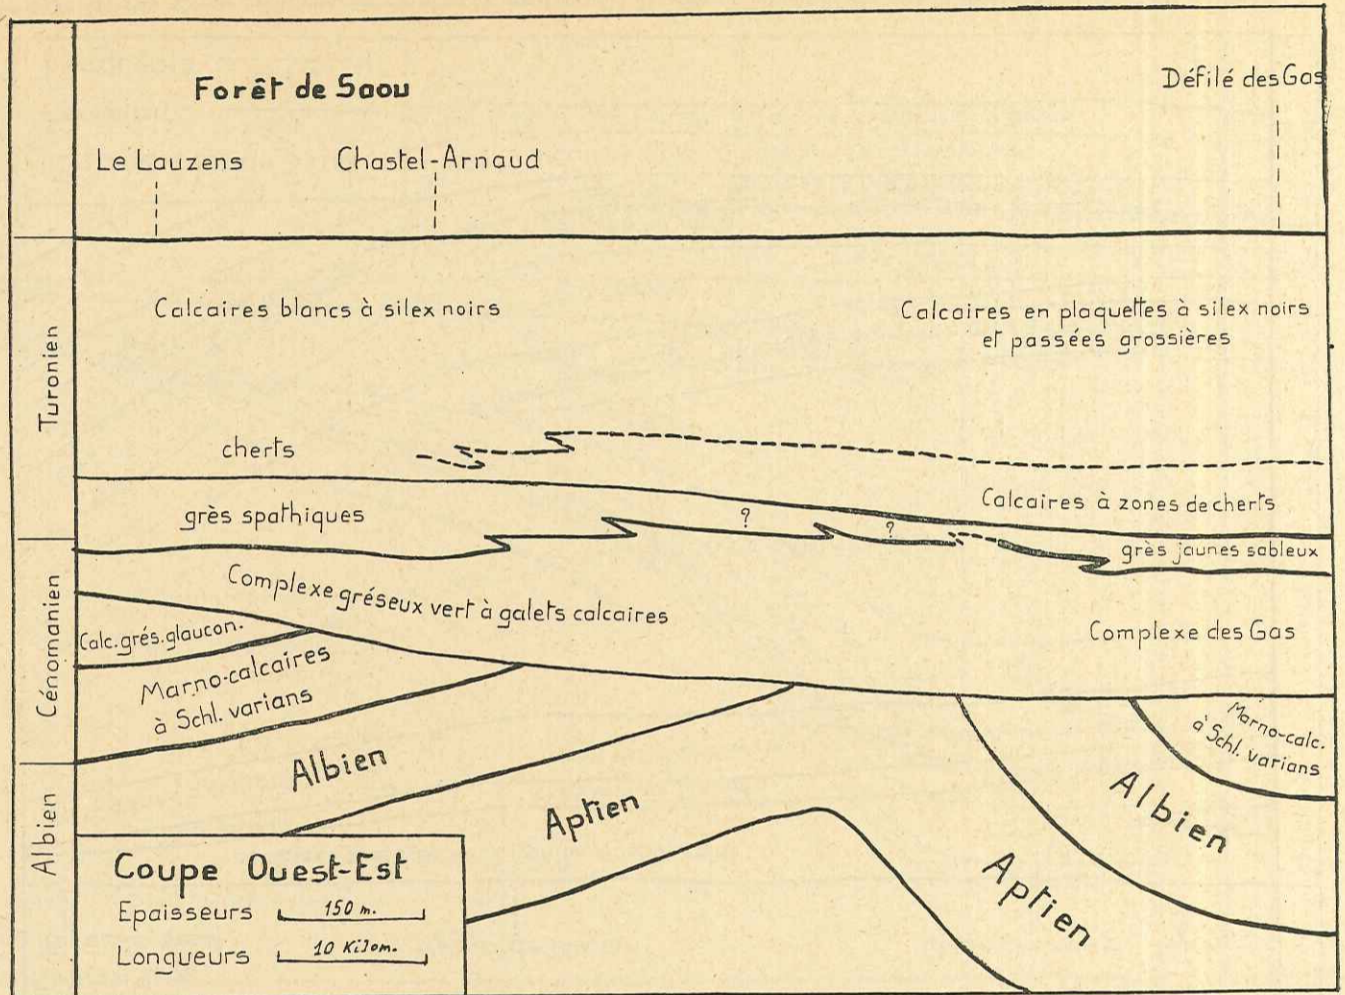 Forêt de Saou
Défilé des Gas
Le Lauzens
Chastel-Arnaud
Turonien
Calcaires blancs à silex noirs
Calcaires en plaquettes à silex noirs
et passées grossières
cherts
Calcaires à zones de cherts
grès spathiques
?
?
grès jaunes sableux
Cénomanien
Complexe gréseux vert à galets calcaires
Complexe des Gas
Calc.grés.glaucon.
Marno-calcaires
à Schl. varians
Marno-calc.
à Schl. varians
Albien
Albien
Albien
Aptien
Aptien
Coupe Ouest-Est
Epaisseurs 150 m.
Longueurs 10 Kilom.